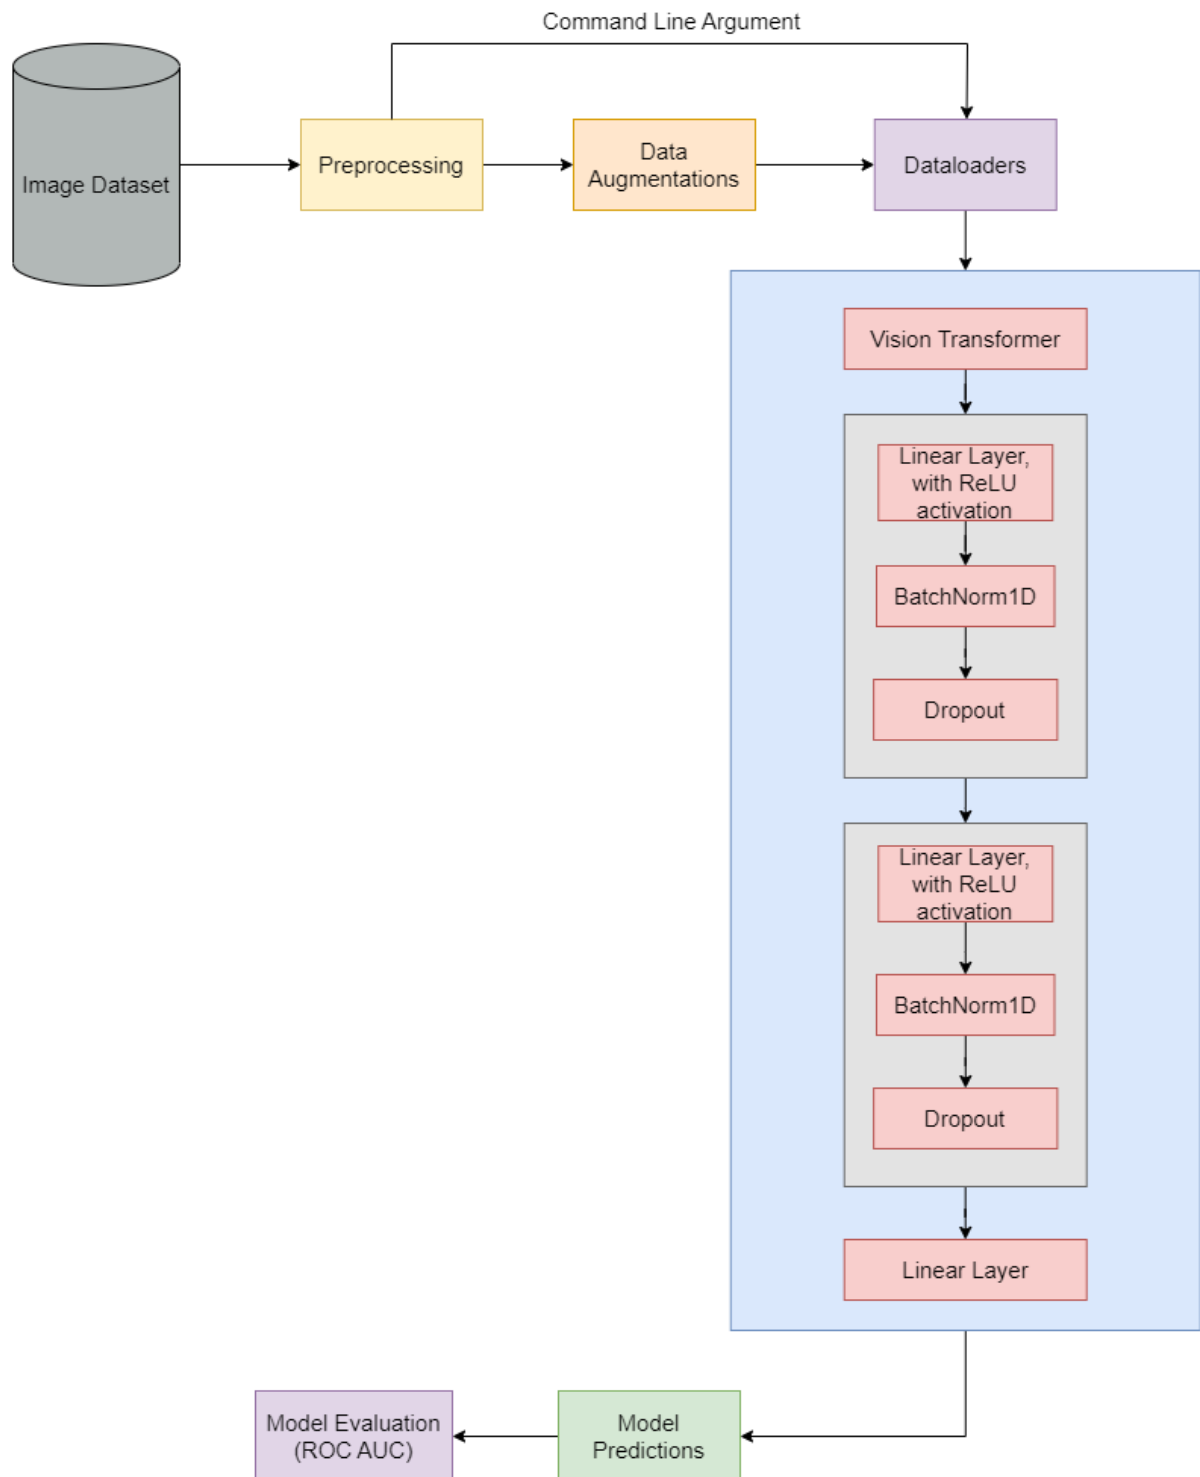 Command Line Argument
Image Dataset
Preprocessing
Data
Augmentations
Dataloaders
Vision Transformer
Linear Layer,
with ReLU
activation
BatchNorm1D
Dropout
Linear Layer,
with ReLU
activation
BatchNorm1D
Dropout
Linear Layer
Model Evaluation
(ROC AUC)
Model
Predictions